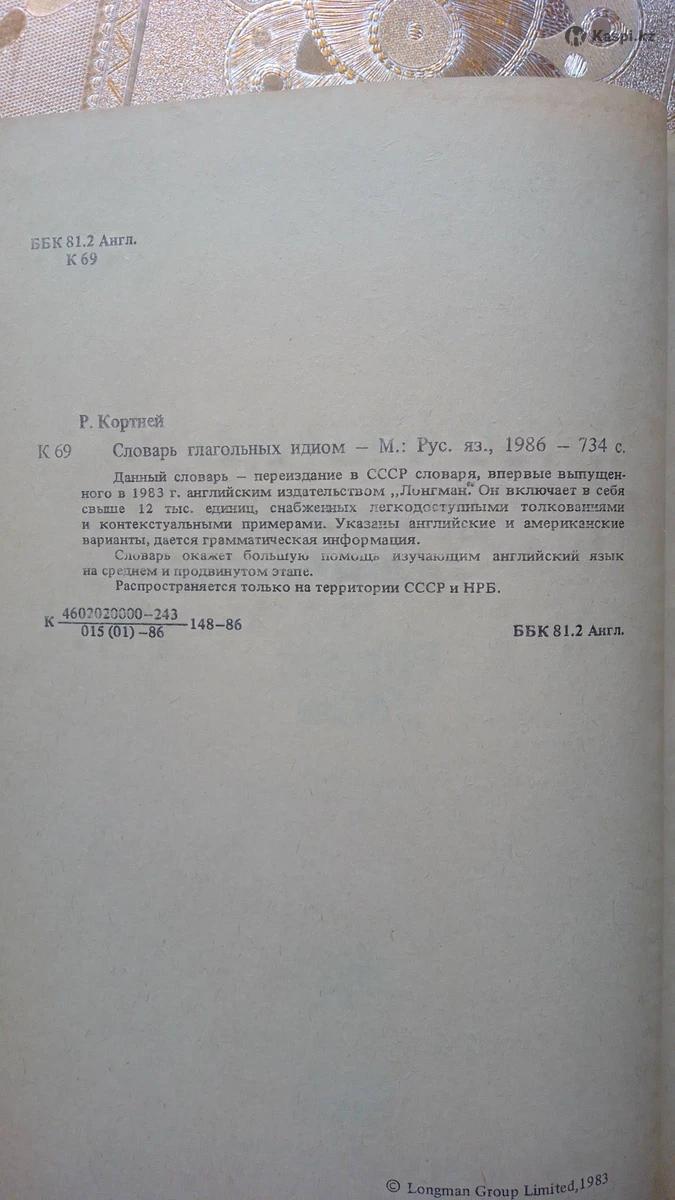 Kaspi.kz
ББК 81.2 Англ.
К 69
Р. Кортней
К 69
Словарь глагольных идиом — М.: Рус. яз., 1986 — 734 с.
Данный словарь — переиздание в СССР словаря, впервые выпущен-
ного в 1983 г. английским издательством „Лонгман.“ Он включает в себя
свыше 12 тыс. единиц, снабженных легкодоступными толкованиями
и контекстуальными примерами. Указаны английские и американские
варианты, дается грамматическая информация.
Словарь окажет большую помощь изучающим английский язык
на среднем и продвинутом этапе.
Распространяется только на территории СССР и НРБ.
К 4602020000—243
015 (01) —86
—148—86
ББК 81.2 Англ.
© Longman Group Limited, 1983